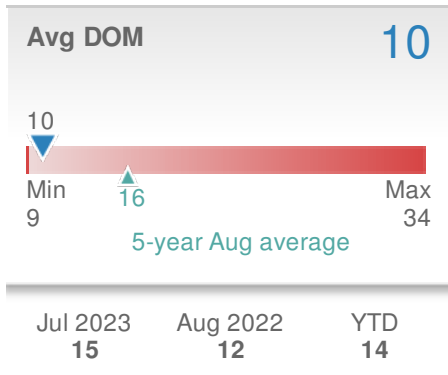 Avg DOM 10
10
Min Max
9 34
16
5-year Aug average
Jul 2023 Aug 2022 YTD
15 12 14